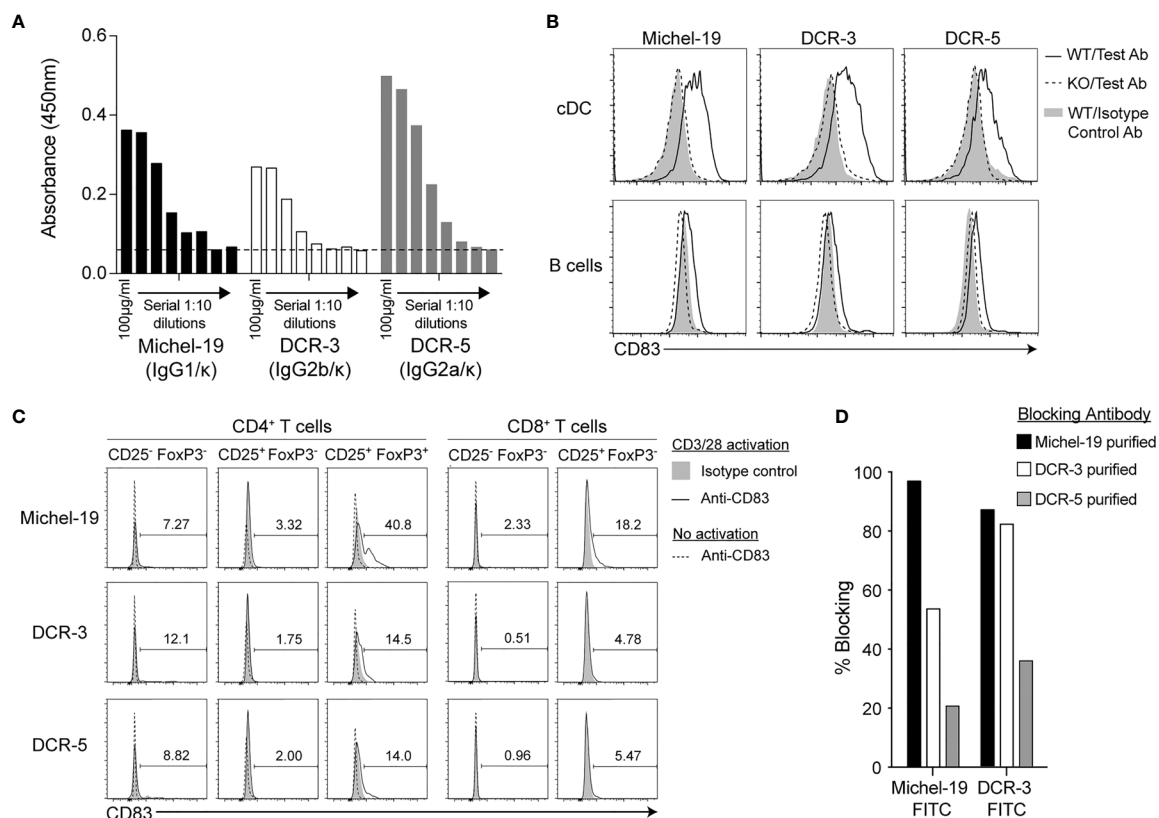 A
Absorbance (450nm)
0.6
0.4
0.2
0.0
100µg/ml
Serial 1:10
dilutions
Michel-19
(IgG1/κ)
100µg/ml
Serial 1:10
dilutions
DCR-3
(IgG2b/κ)
100µg/ml
Serial 1:10
dilutions
DCR-5
(IgG2a/κ)
B
Michel-19 DCR-3 DCR-5
cDC
B cells
CD83
WT/Test Ab
KO/Test Ab
WT/Isotype
Control Ab
C
CD4⁺ T cells CD8⁺ T cells
CD25⁻ FoxP3⁻ CD25⁺ FoxP3⁻ CD25⁺ FoxP3⁺ CD25⁻ FoxP3⁻ CD25⁺ FoxP3⁻
Michel-19 7.27 3.32 40.8 2.33 18.2
DCR-3 12.1 1.75 14.5 0.51 4.78
DCR-5 8.82 2.00 14.0 0.96 5.47
CD83
CD3/28 activation
Isotype control
Anti-CD83
No activation
Anti-CD83
D
Blocking Antibody
Michel-19 purified
DCR-3 purified
DCR-5 purified
% Blocking
100
80
60
40
20
0
Michel-19
FITC
DCR-3
FITC